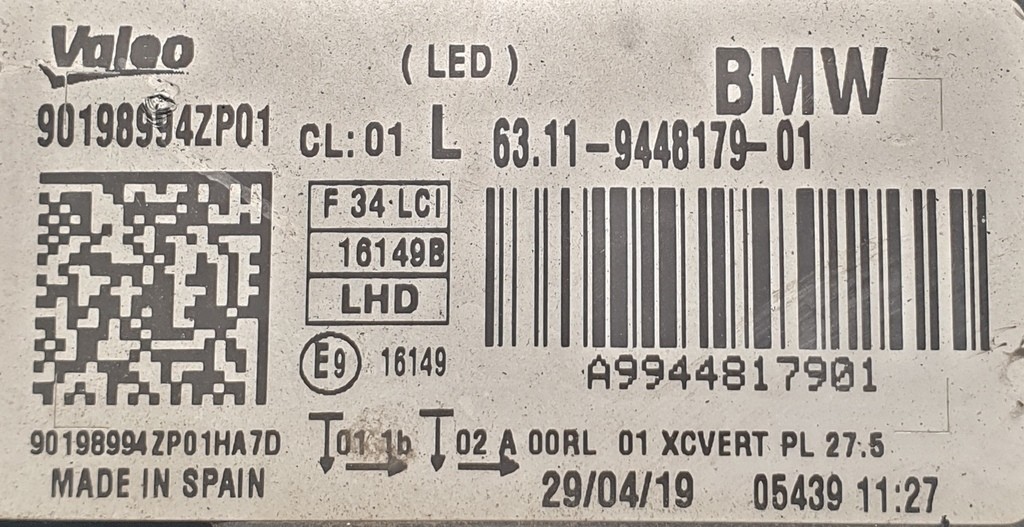 Valeo
(LED)
BMW
90198994ZP01
CL:01 L 63.11-9448179-01
F 34 LCI
16149B
LHD
E9 16149
A9944817901
01 1b 02 A 00RL 01 XCVERT PL 27.5
90198994ZP01HA7D
MADE IN SPAIN
29/04/19 05439 11:27